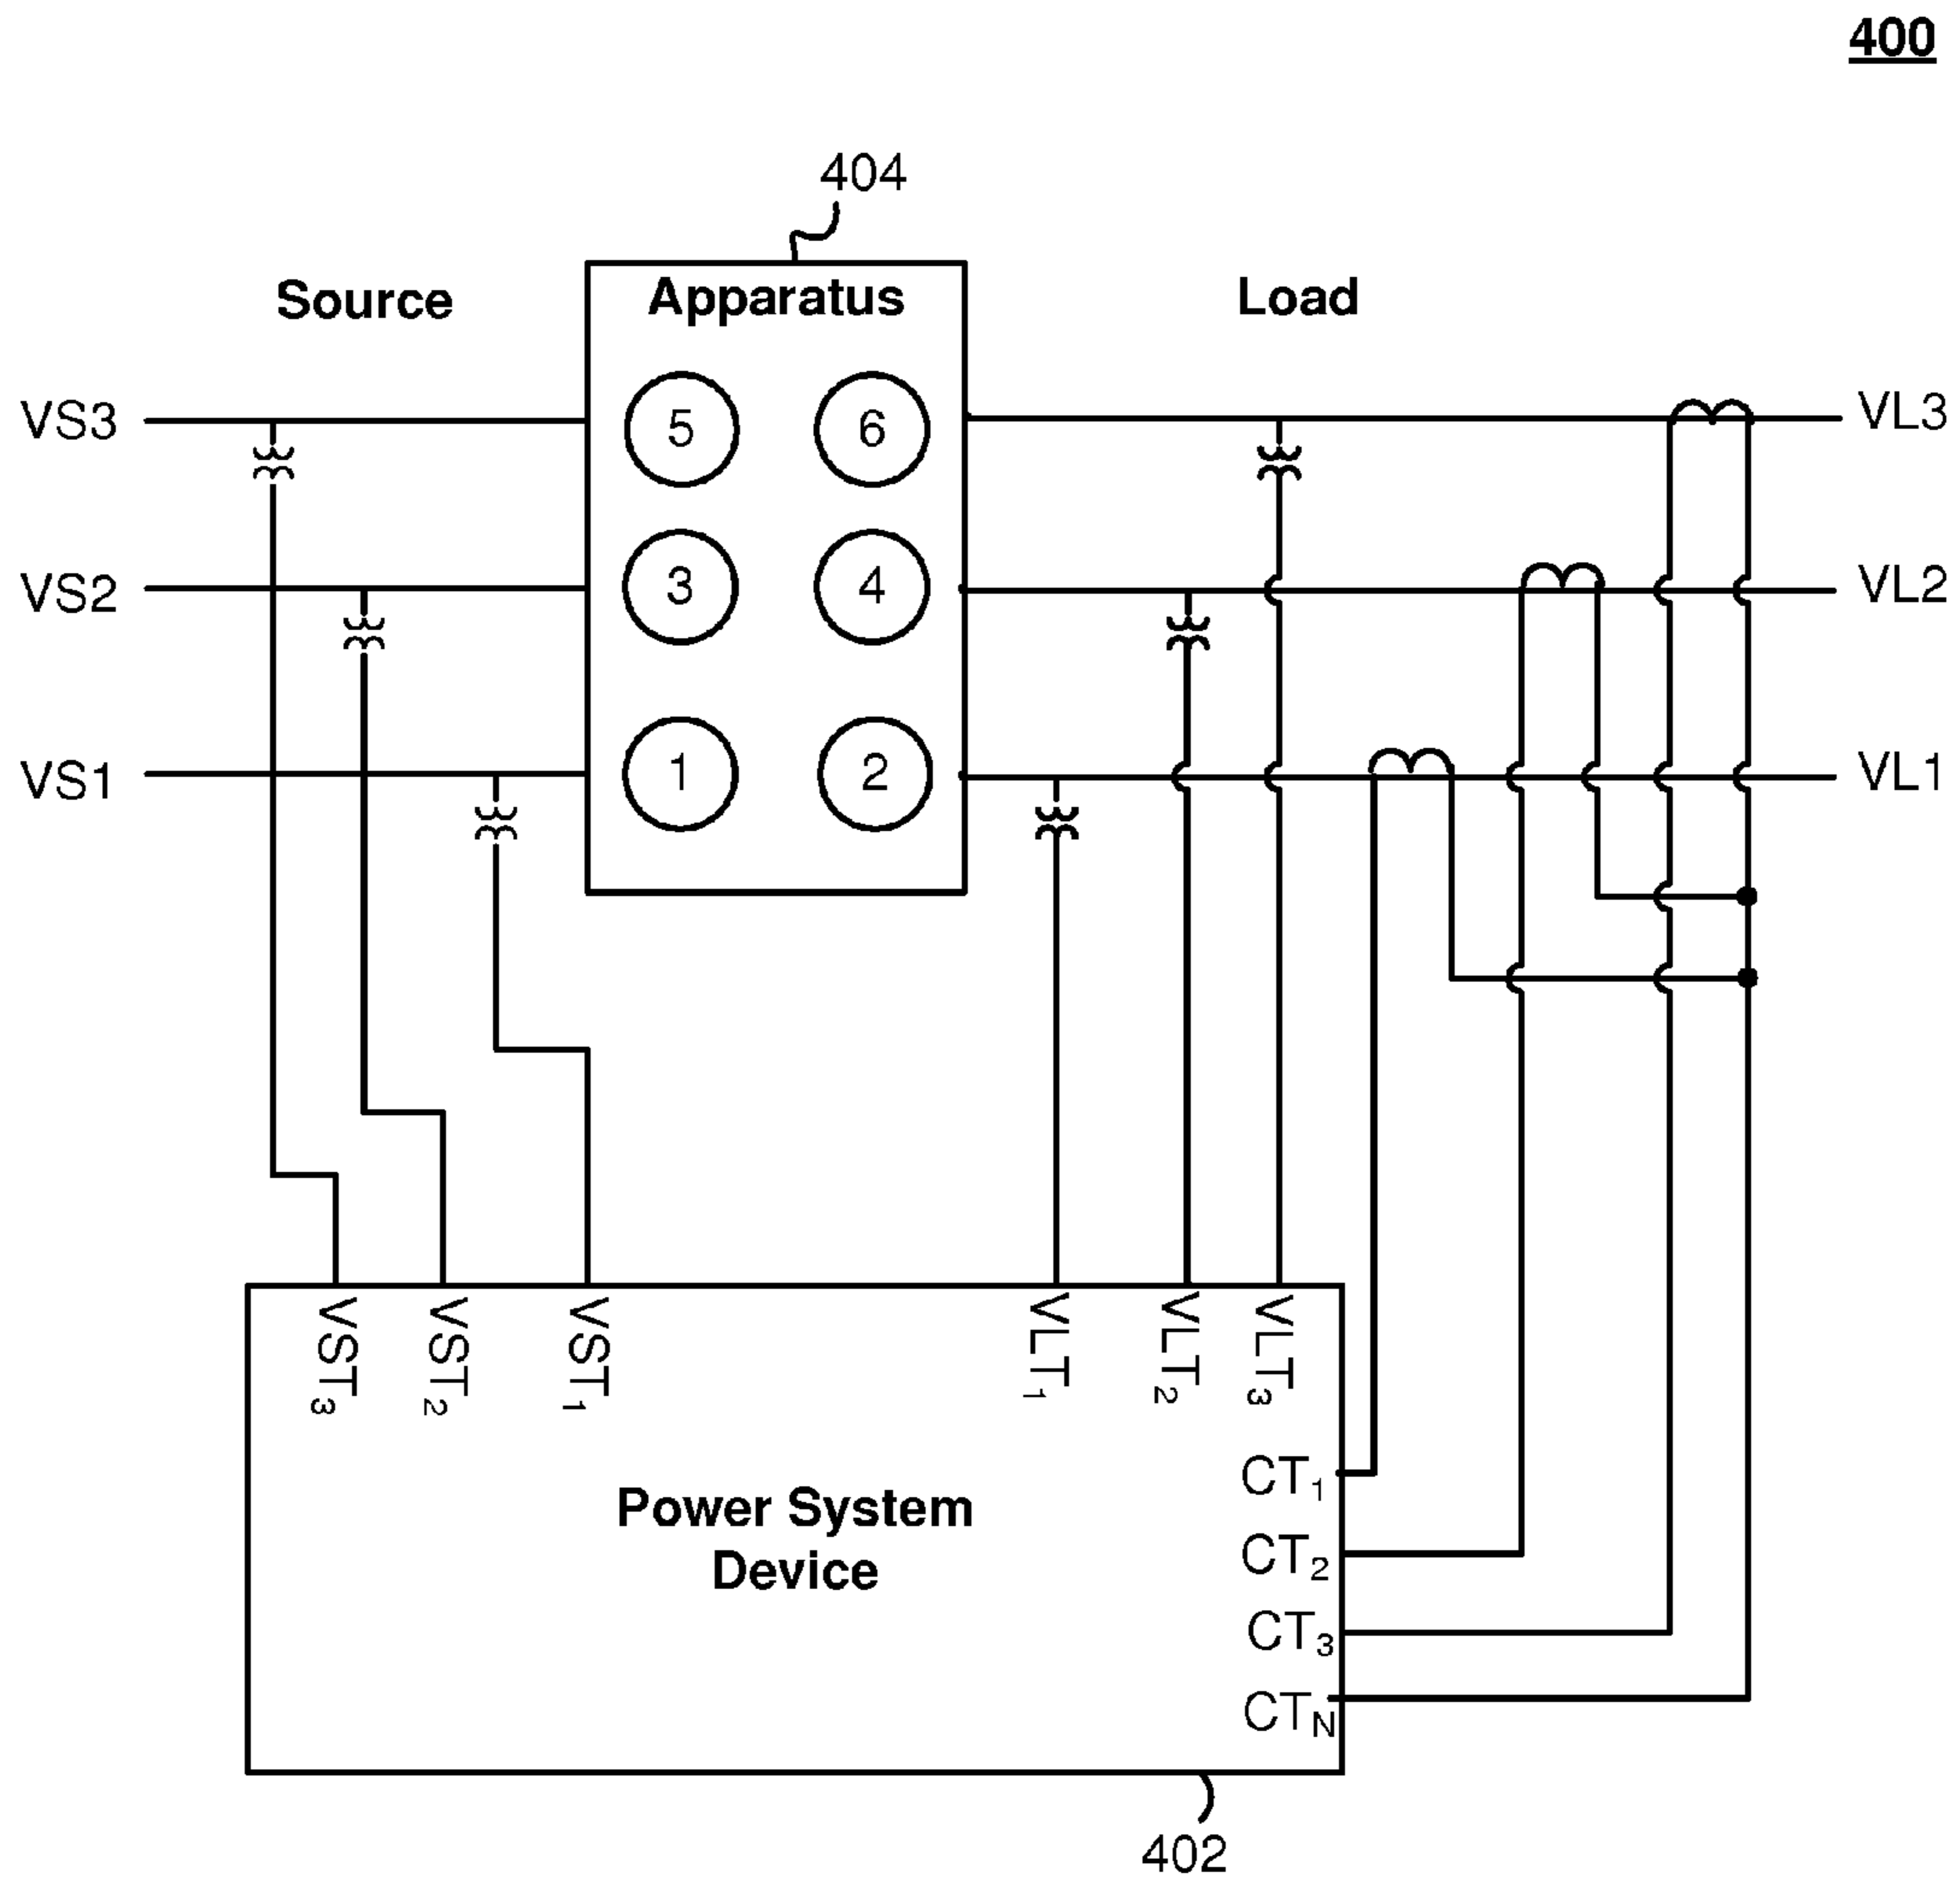 400
404
Source
Apparatus
Load
VS3
5
6
VL3
VS2
3
4
VL2
VS1
1
2
VL1
VST3
VST2
VST1
VLT1
VLT2
VLT3
CT1
Power System
Device
CT2
CT3
CTN
402